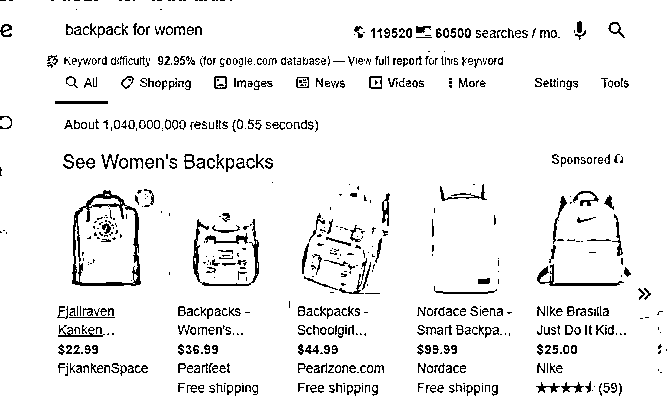 backpack for women
119520 60500 searches / mo.
Keyword difficulty 92.95% (for google.com database) — View full report for this keyword
All Shopping Images News Videos More Settings Tools
About 1,040,000,000 results (0.55 seconds)
See Women's Backpacks
Sponsored
Fjallraven Kanken...
$22.99
FjkankenSpace
Backpacks - Women's...
$36.99
Pearlfeet
Free shipping
Backpacks - Schoolgirl...
$44.99
Pearlzone.com
Free shipping
Nordace Siena - Smart Backpa...
$99.99
Nordace
Free shipping
Nike Brasilia Just Do It Kid...
$25.00
Nike
(59)